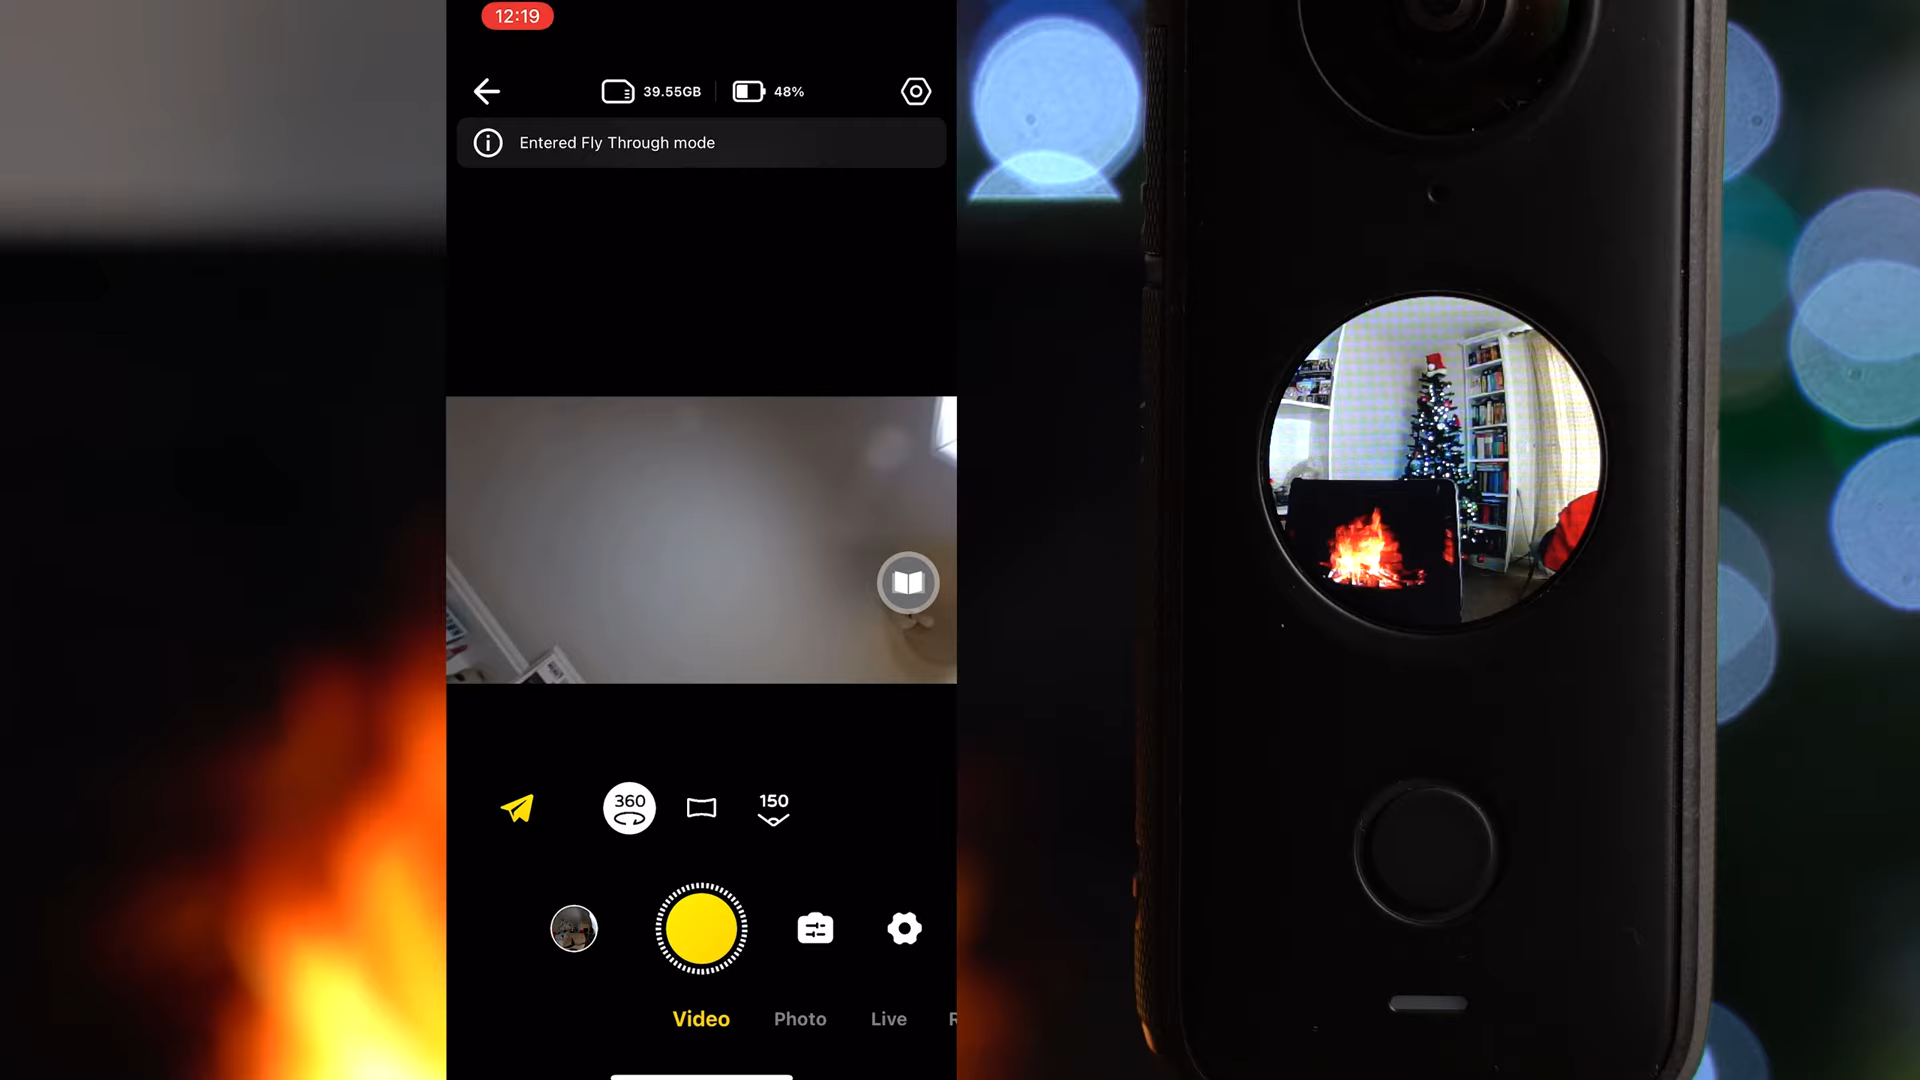 12:19
39.55GB
48%
Entered Fly Through mode
360
150
Video
Photo
Live
R